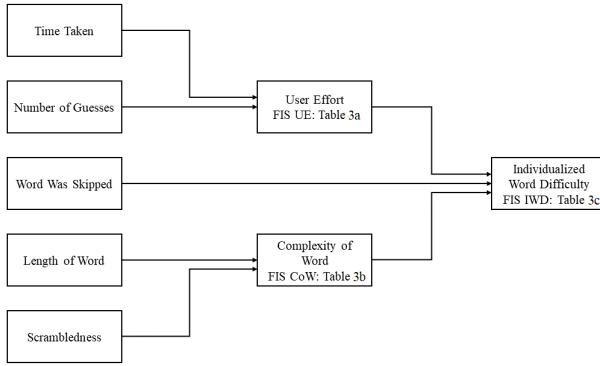 Time Taken
Number of Guesses
User Effort
FIS UE: Table 3a
Word Was Skipped
Individualized
Word Difficulty
FIS IWD: Table 3c
Length of Word
Complexity of
Word
FIS CoW: Table 3b
Scrambledness